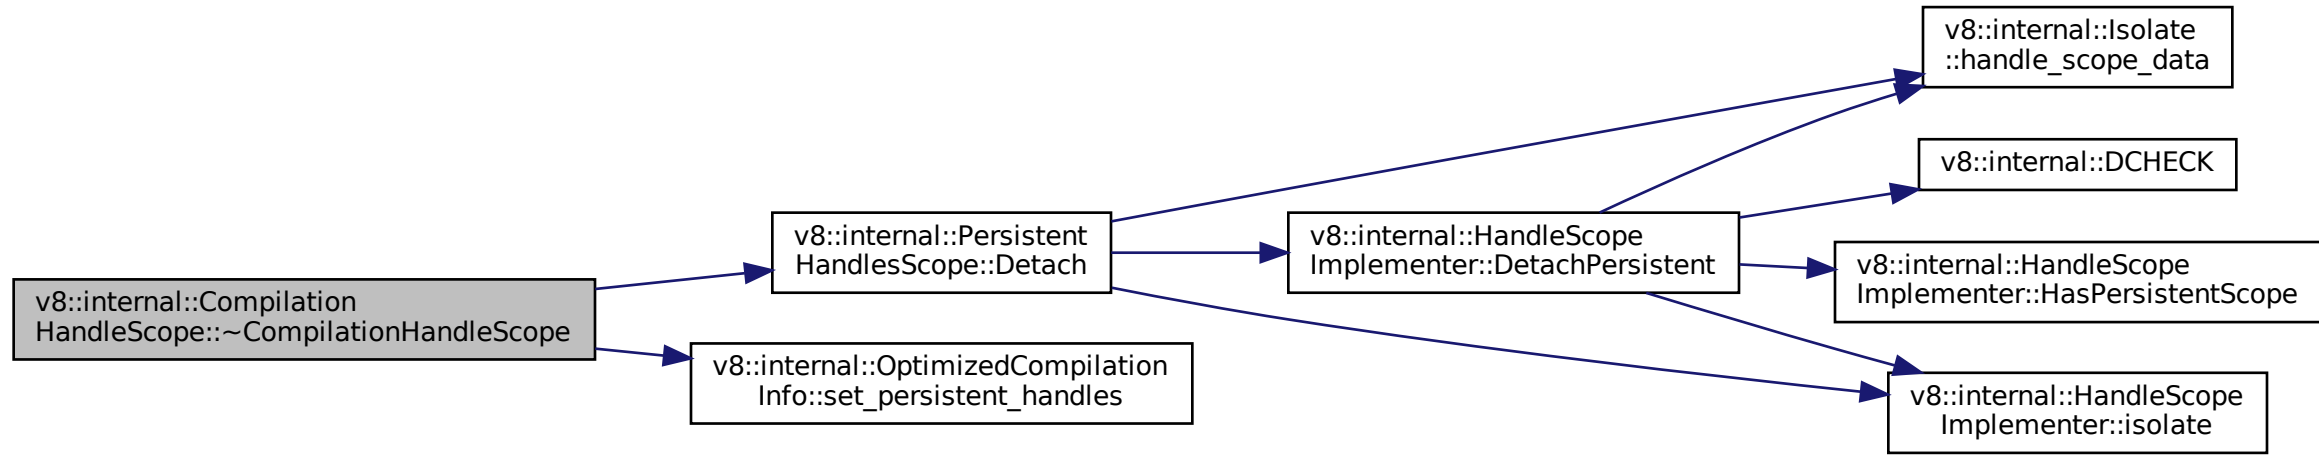 v8::internal::Compilation
HandleScope::~CompilationHandleScope
v8::internal::Persistent
HandlesScope::Detach
v8::internal::OptimizedCompilation
Info::set_persistent_handles
v8::internal::HandleScope
Implementer::DetachPersistent
v8::internal::Isolate
::handle_scope_data
v8::internal::DCHECK
v8::internal::HandleScope
Implementer::HasPersistentScope
v8::internal::HandleScope
Implementer::isolate